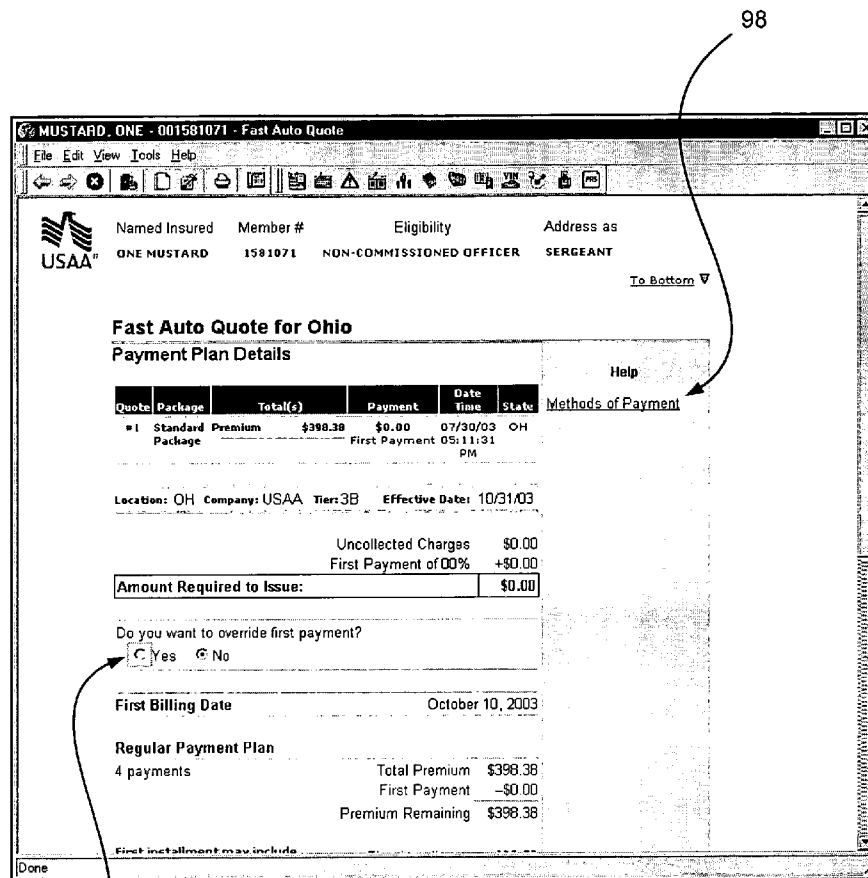 98
MUSTARD, ONE - 001581071 - Fast Auto Quote
File Edit View Tools Help
VIN
PRS
USAA
Named Insured Member # Eligibility Address as
ONE MUSTARD 1581071 NON-COMMISSIONED OFFICER SERGEANT
To Bottom
Fast Auto Quote for Ohio
Payment Plan Details
Help
Methods of Payment
Quote Package Total(s) Payment Date Time State
#1 Standard Package Premium $398.38 $0.00 First Payment 07/30/03 05:11:31 PM OH
Location: OH Company: USAA Tier: 3B Effective Date: 10/31/03
Uncollected Charges $0.00
First Payment of 00% +$0.00
Amount Required to Issue: $0.00
Do you want to override first payment?
Yes No
First Billing Date October 10, 2003
Regular Payment Plan
4 payments Total Premium $398.38
First Payment –$0.00
Premium Remaining $398.38
First installment may include
Done